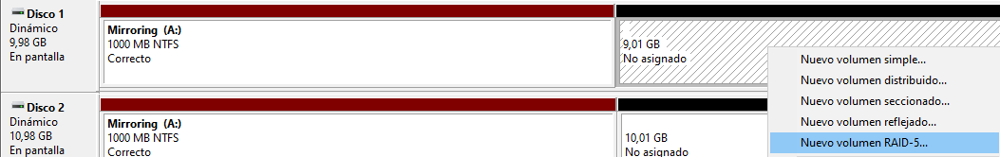 Disco 1
Dinámico
9,98 GB
En pantalla
Mirroring (A:)
1000 MB NTFS
Correcto
9,01 GB
No asignado
Nuevo volumen simple...
Nuevo volumen distribuido...
Nuevo volumen seccionado...
Nuevo volumen reflejado...
Nuevo volumen RAID-5...
Disco 2
Dinámico
10,98 GB
En pantalla
Mirroring (A:)
1000 MB NTFS
Correcto
10,01 GB
No asignado